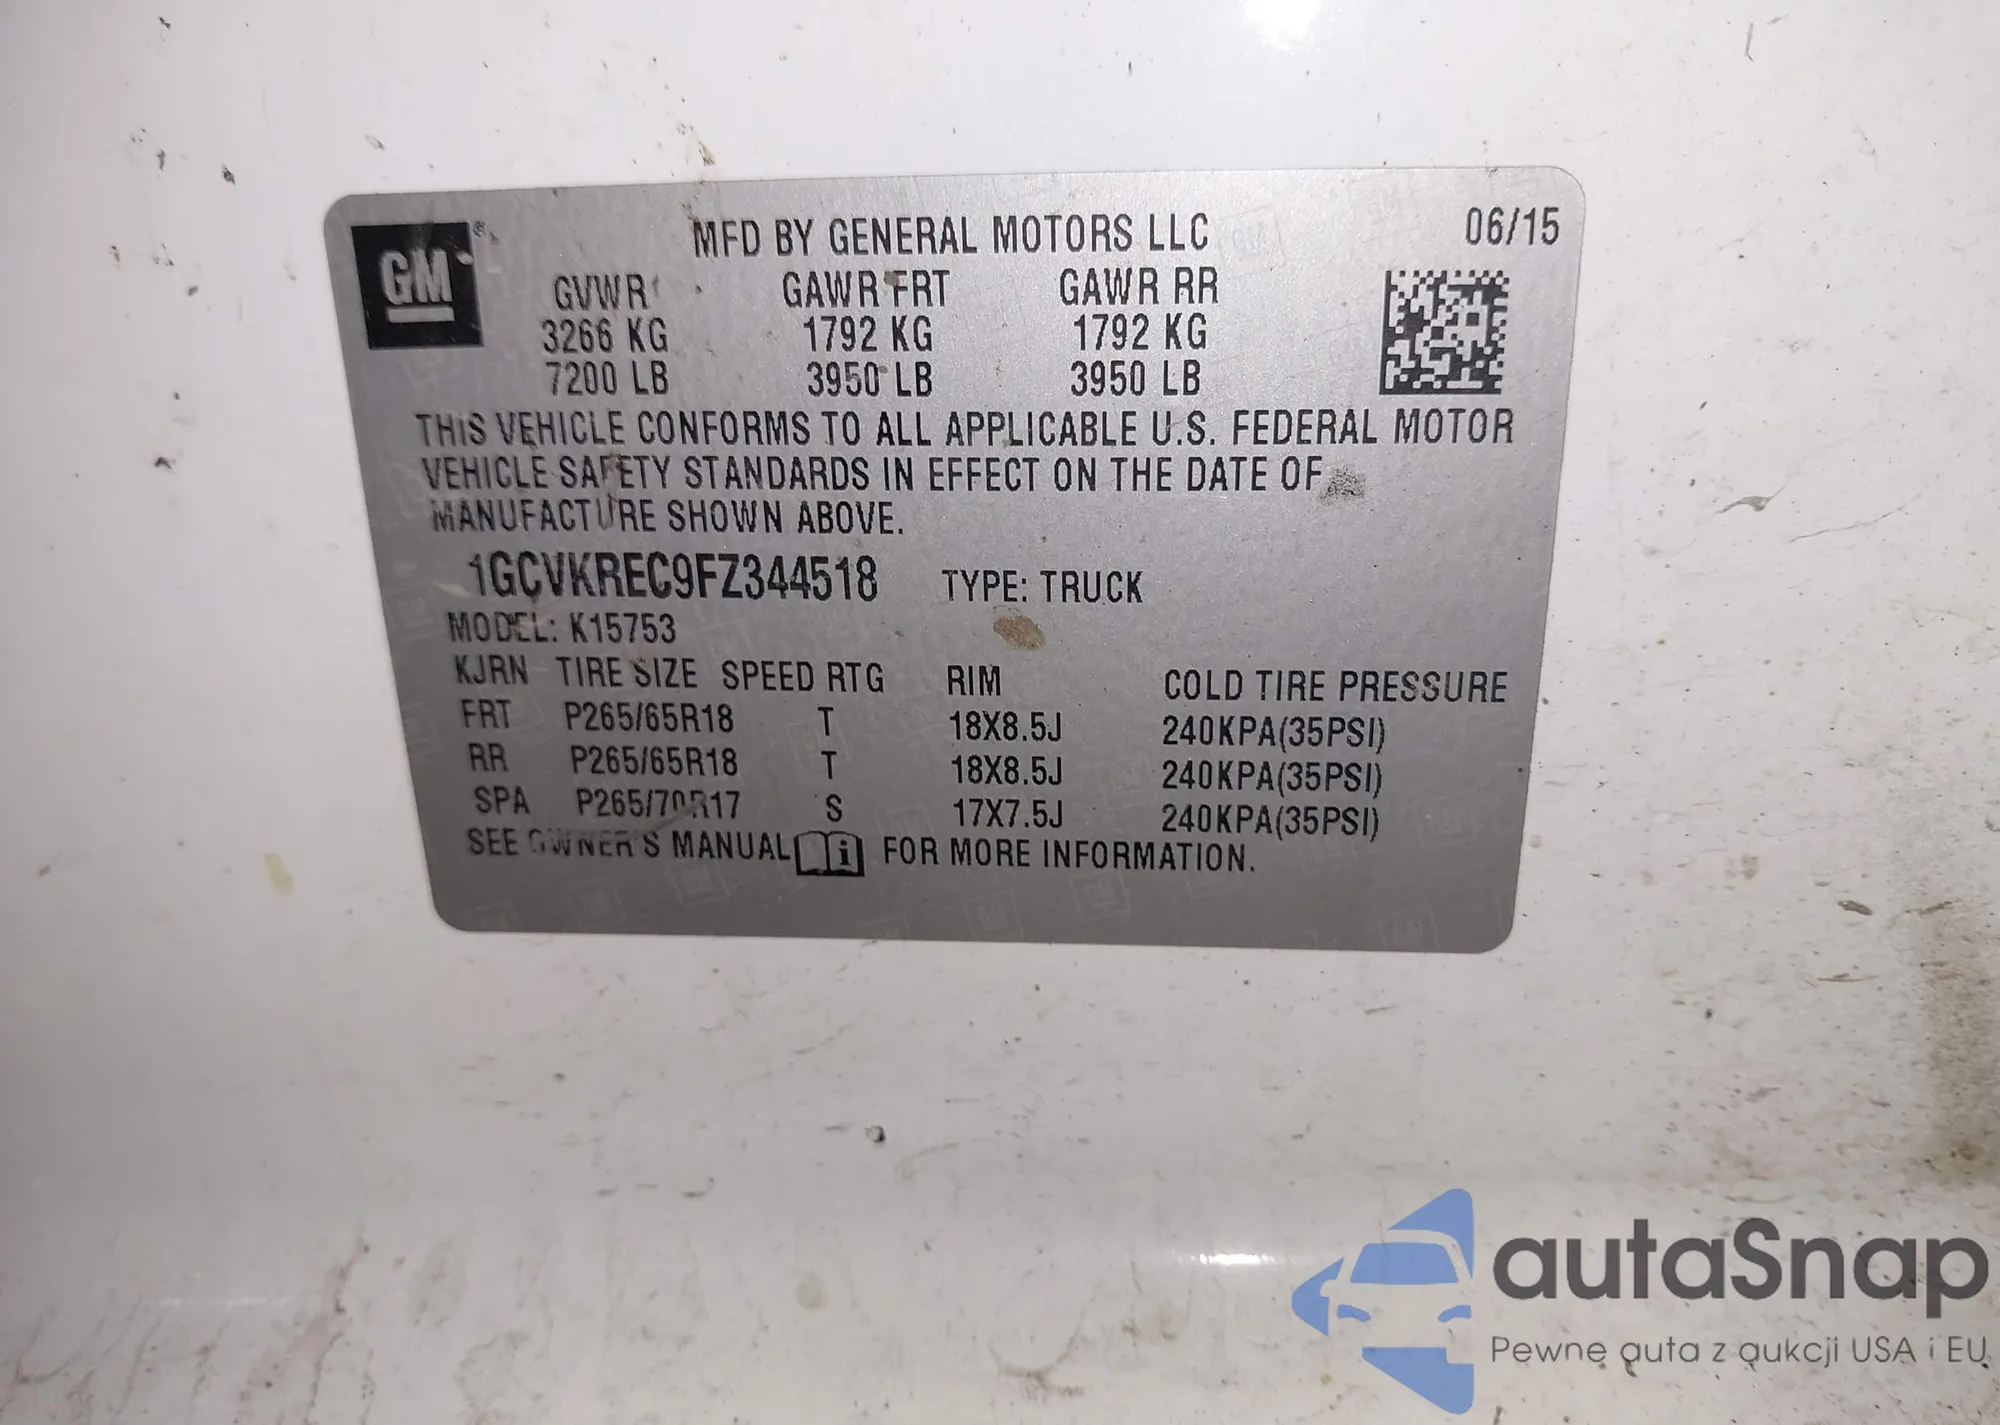 GM
MFD BY GENERAL MOTORS LLC 06/15
GVWR GAWR FRT GAWR RR
3266 KG 1792 KG 1792 KG
7200 LB 3950 LB 3950 LB
THIS VEHICLE CONFORMS TO ALL APPLICABLE U.S. FEDERAL MOTOR
VEHICLE SAFETY STANDARDS IN EFFECT ON THE DATE OF
MANUFACTURE SHOWN ABOVE.
1GCVKREC9FZ344518 TYPE: TRUCK
MODEL: K15753
KJRN TIRE SIZE SPEED RTG RIM COLD TIRE PRESSURE
FRT P265/65R18 T 18X8.5J 240KPA(35PSI)
RR P265/65R18 T 18X8.5J 240KPA(35PSI)
SPA P265/70R17 S 17X7.5J 240KPA(35PSI)
SEE OWNER'S MANUAL i FOR MORE INFORMATION.
autaSnap
Pewne auta z aukcji USA i EU